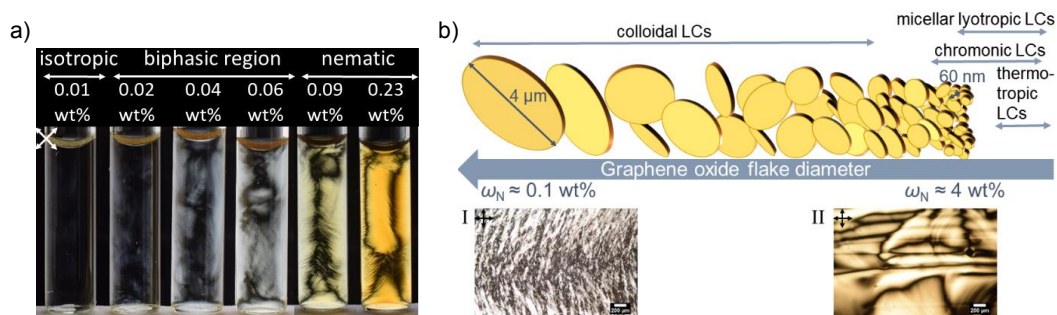 a)
isotropic biphasic region nematic
0.01 0.02 0.04 0.06 0.09 0.23
wt% wt% wt% wt% wt% wt%
b)
micellar lyotropic LCs
colloidal LCs
chromonic LCs
60 nm
thermo-
tropic
LCs
4 µm
Graphene oxide flake diameter
ωN ≈ 0.1 wt% ωN ≈ 4 wt%
I
200 µm
II
200 µm